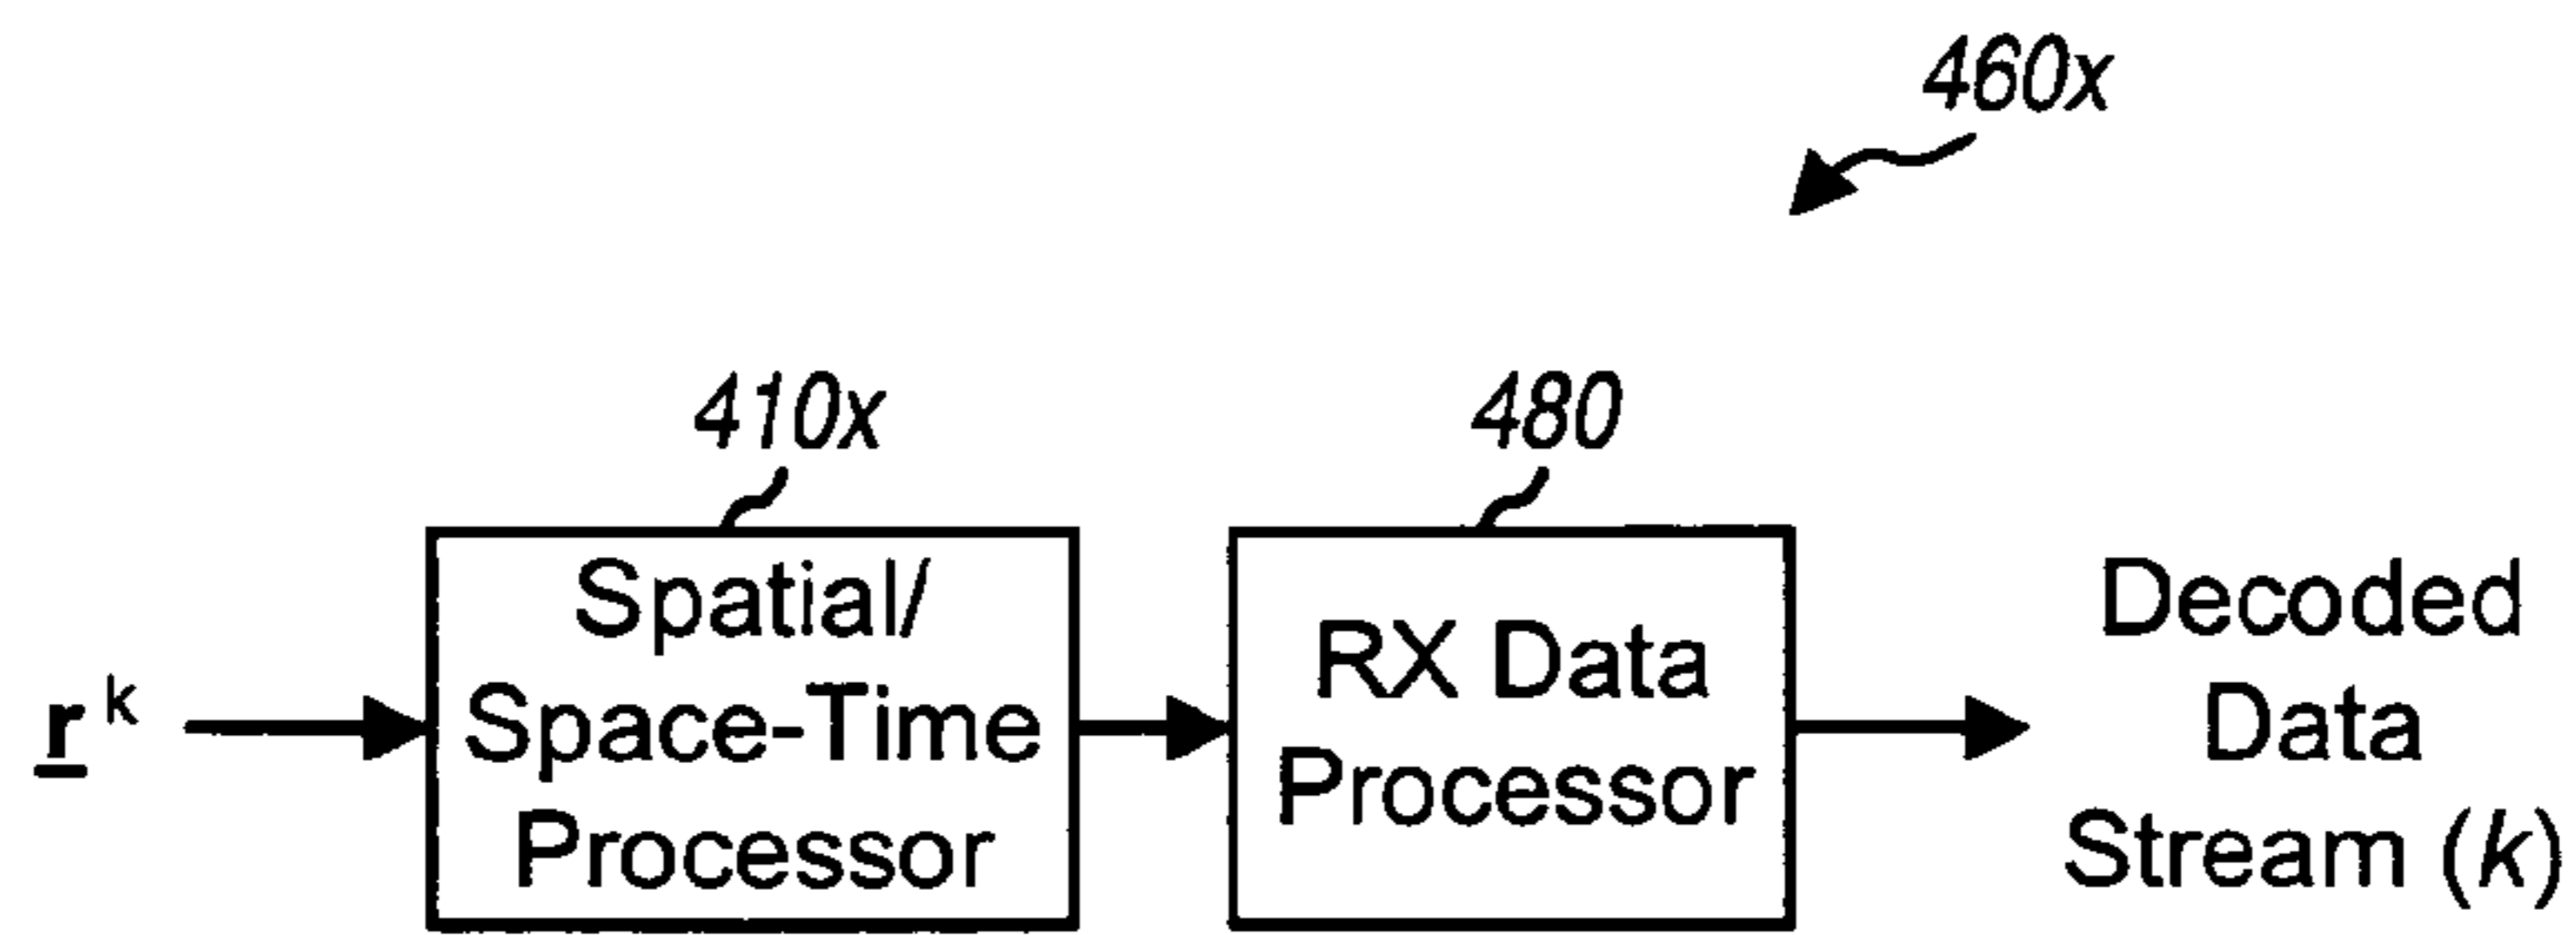 460x
410x
480
r k
Spatial/
Space-Time
Processor
RX Data
Processor
Decoded
Data
Stream (k)